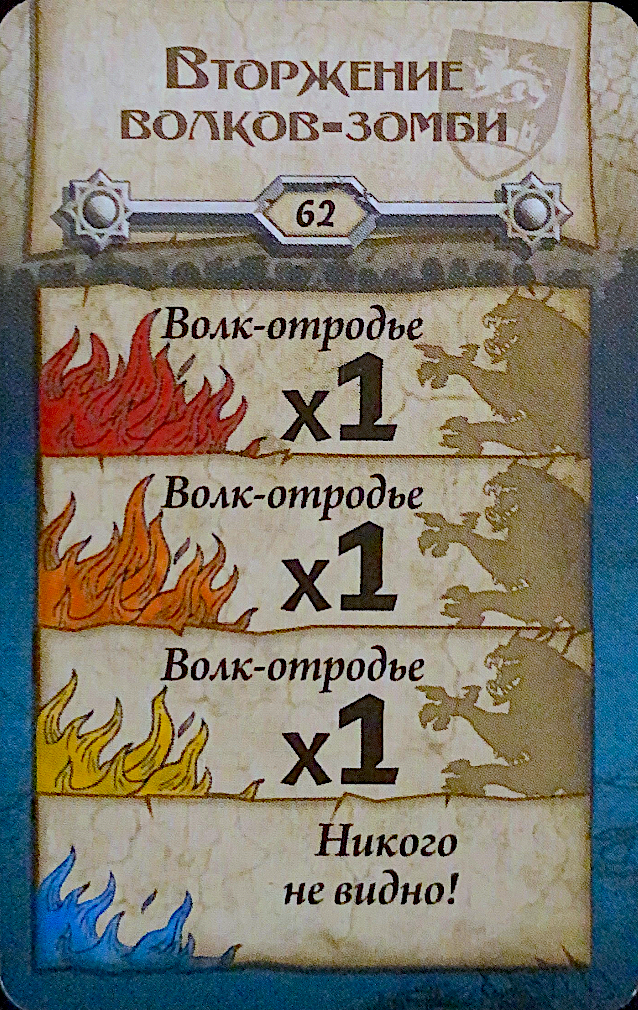 Вторжение
волков-зомби
62
Волк-отродье
x1
Волк-отродье
x1
Волк-отродье
x1
Никого
не видно!